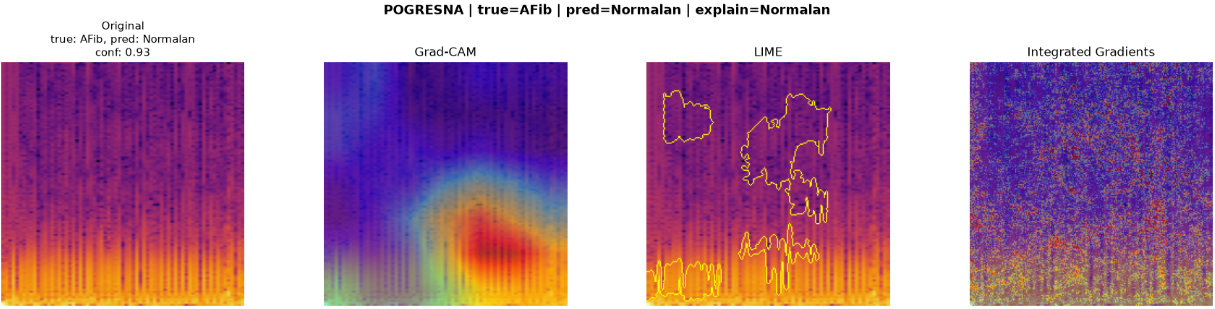 POGRESNA | true=AFib | pred=Normalan | explain=Normalan
Original
true: AFib, pred: Normalan
conf: 0.93
Grad-CAM
LIME
Integrated Gradients